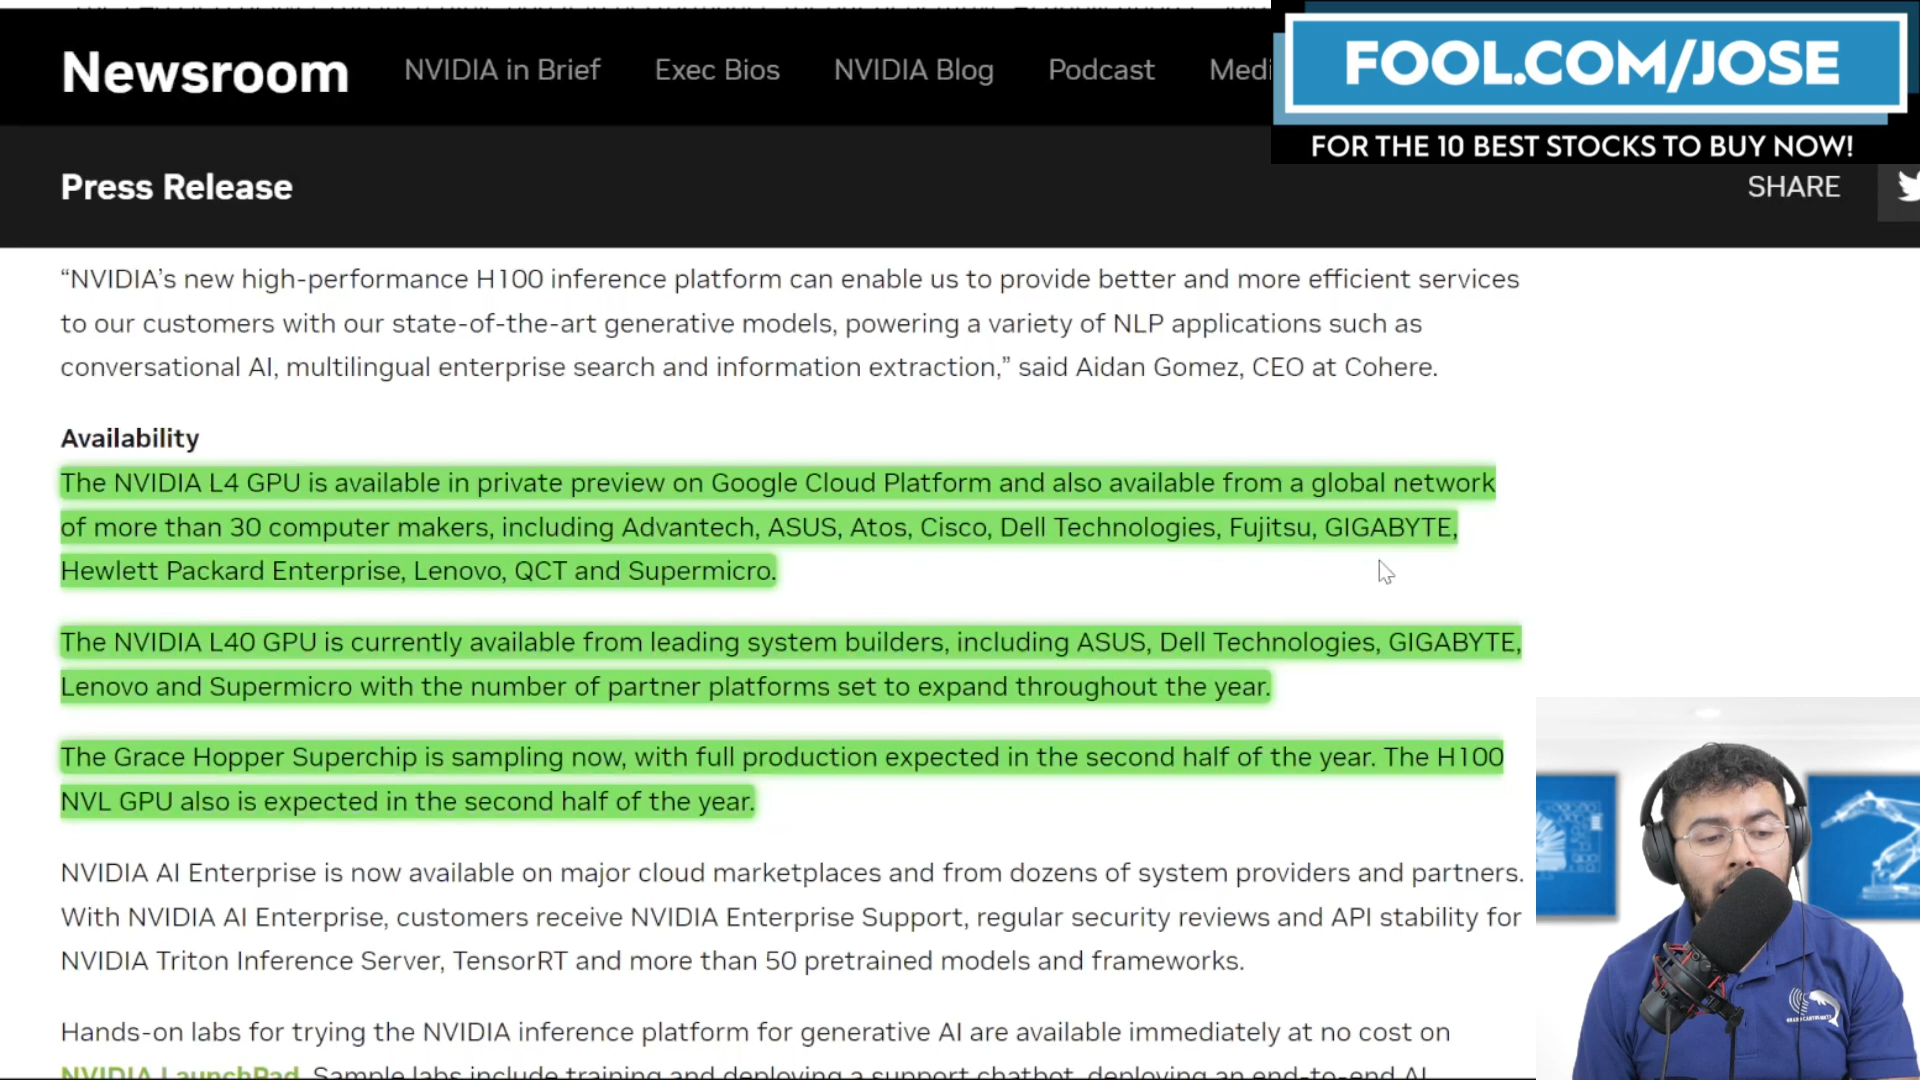 Newsroom
NVIDIA in Brief
Exec Bios
NVIDIA Blog
Podcast
FOOL.COM/JOSE
FOR THE 10 BEST STOCKS TO BUY NOW!
Press Release
SHARE
“NVIDIA’s new high-performance H100 inference platform can enable us to provide better and more efficient services
to our customers with our state-of-the-art generative models, powering a variety of NLP applications such as
conversational AI, multilingual enterprise search and information extraction,” said Aidan Gomez, CEO at Cohere.
Availability
The NVIDIA L4 GPU is available in private preview on Google Cloud Platform and also available from a global network
of more than 30 computer makers, including Advantech, ASUS, Atos, Cisco, Dell Technologies, Fujitsu, GIGABYTE,
Hewlett Packard Enterprise, Lenovo, QCT and Supermicro.
The NVIDIA L40 GPU is currently available from leading system builders, including ASUS, Dell Technologies, GIGABYTE,
Lenovo and Supermicro with the number of partner platforms set to expand throughout the year.
The Grace Hopper Superchip is sampling now, with full production expected in the second half of the year. The H100
NVL GPU also is expected in the second half of the year.
NVIDIA AI Enterprise is now available on major cloud marketplaces and from dozens of system providers and partners.
With NVIDIA AI Enterprise, customers receive NVIDIA Enterprise Support, regular security reviews and API stability for
NVIDIA Triton Inference Server, TensorRT and more than 50 pretrained models and frameworks.
Hands-on labs for trying the NVIDIA inference platform for generative AI are available immediately at no cost on
NVIDIA LaunchPad. Sample labs include training and deploying a support chatbot, deploying an end-to-end AI